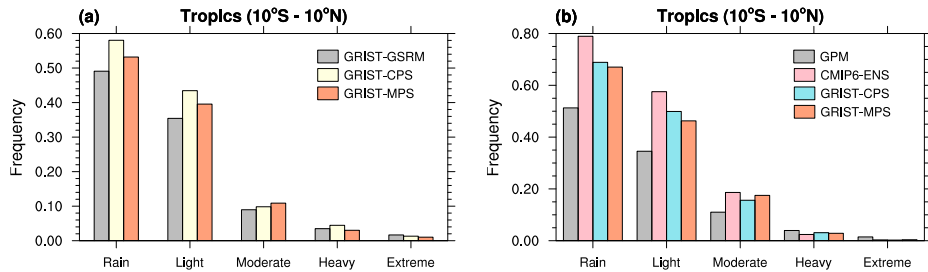 (a) Tropics (10°S - 10°N)
Frequency
0.60
0.50
0.40
0.30
0.20
0.10
0.00
GRIST-GSRM
GRIST-CPS
GRIST-MPS
Rain Light Moderate Heavy Extreme
(b) Tropics (10°S - 10°N)
Frequency
0.80
0.60
0.40
0.20
0.00
GPM
CMIP6-ENS
GRIST-CPS
GRIST-MPS
Rain Light Moderate Heavy Extreme